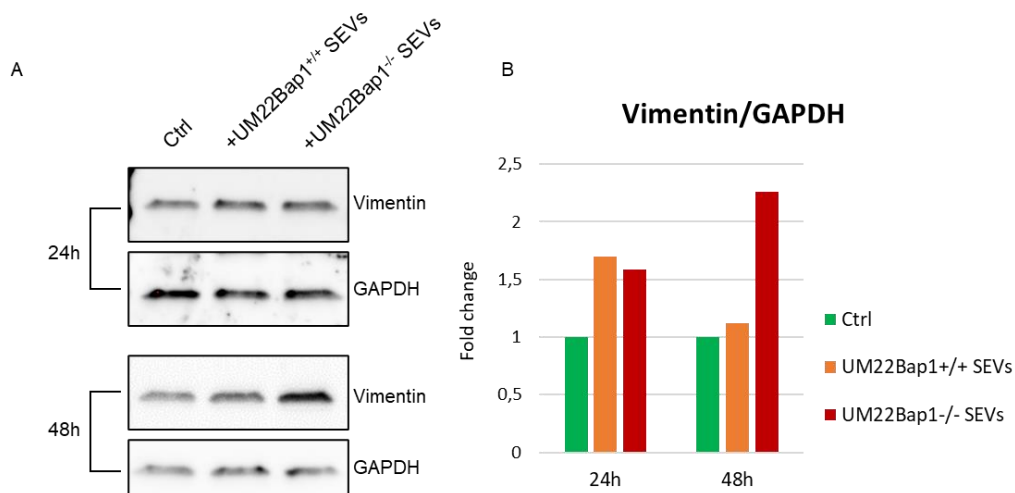 A
Ctrl
+UM22Bap1+/+ SEVs
+UM22Bap1-/- SEVs
Vimentin
24h
GAPDH
Vimentin
48h
GAPDH
B
Vimentin/GAPDH
Fold change
2,5
2
1,5
1
0,5
0
24h
48h
Ctrl
UM22Bap1+/+ SEVs
UM22Bap1-/- SEVs